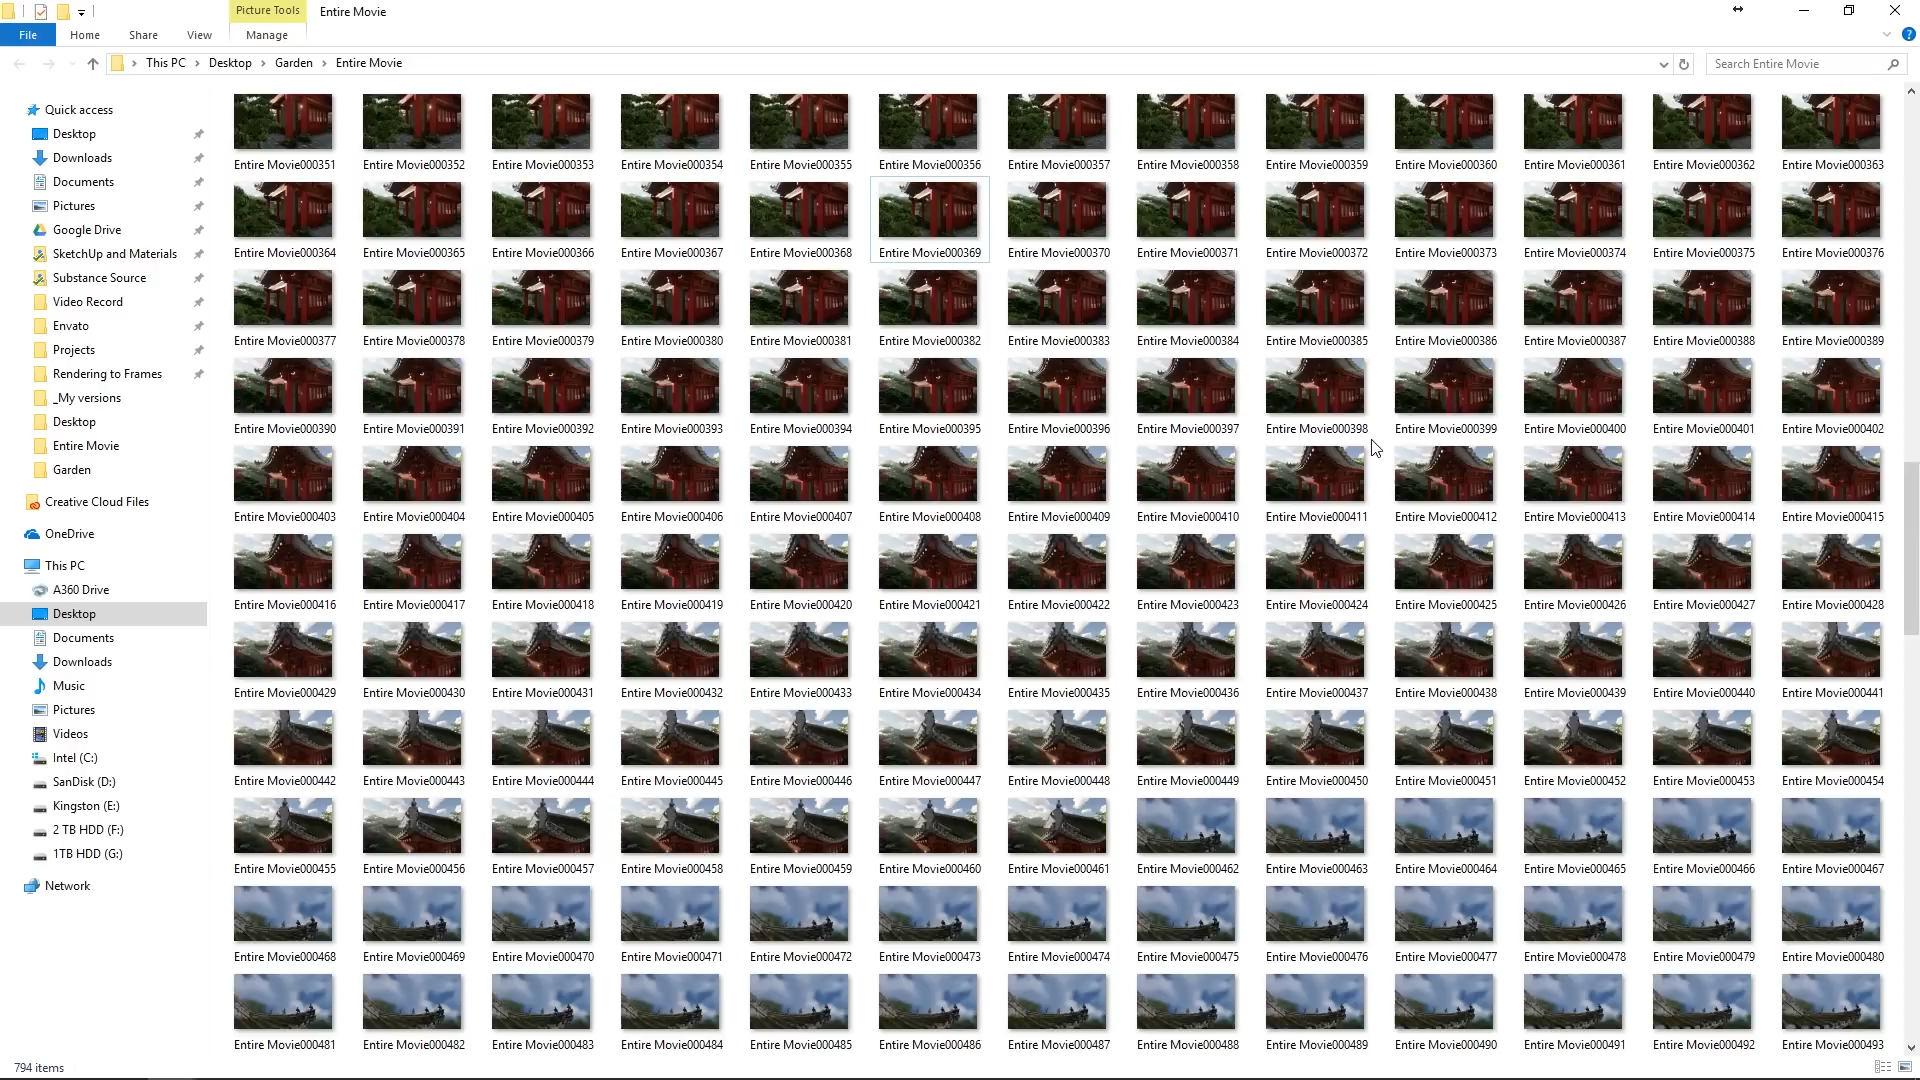 Picture Tools
Entire Movie
File
Home
Share
View
Manage
This PC
Desktop
Garden
Entire Movie
Search Entire Movie
Quick access
Desktop
Downloads
Documents
Pictures
Google Drive
SketchUp and Materials
Substance Source
Video Record
Envato
Projects
Rendering to Frames
_My versions
Desktop
Entire Movie
Garden
Creative Cloud Files
OneDrive
This PC
A360 Drive
Desktop
Documents
Downloads
Music
Pictures
Videos
Intel (C:)
SanDisk (D:)
Kingston (E:)
2 TB HDD (F:)
1TB HDD (G:)
Network
Entire Movie000351 Entire Movie000352 Entire Movie000353 Entire Movie000354 Entire Movie000355 Entire Movie000356 Entire Movie000357 Entire Movie000358 Entire Movie000359 Entire Movie000360 Entire Movie000361 Entire Movie000362 Entire Movie000363
Entire Movie000364 Entire Movie000365 Entire Movie000366 Entire Movie000367 Entire Movie000368 Entire Movie000369 Entire Movie000370 Entire Movie000371 Entire Movie000372 Entire Movie000373 Entire Movie000374 Entire Movie000375 Entire Movie000376
Entire Movie000377 Entire Movie000378 Entire Movie000379 Entire Movie000380 Entire Movie000381 Entire Movie000382 Entire Movie000383 Entire Movie000384 Entire Movie000385 Entire Movie000386 Entire Movie000387 Entire Movie000388 Entire Movie000389
Entire Movie000390 Entire Movie000391 Entire Movie000392 Entire Movie000393 Entire Movie000394 Entire Movie000395 Entire Movie000396 Entire Movie000397 Entire Movie000398 Entire Movie000399 Entire Movie000400 Entire Movie000401 Entire Movie000402
Entire Movie000403 Entire Movie000404 Entire Movie000405 Entire Movie000406 Entire Movie000407 Entire Movie000408 Entire Movie000409 Entire Movie000410 Entire Movie000411 Entire Movie000412 Entire Movie000413 Entire Movie000414 Entire Movie000415
Entire Movie000416 Entire Movie000417 Entire Movie000418 Entire Movie000419 Entire Movie000420 Entire Movie000421 Entire Movie000422 Entire Movie000423 Entire Movie000424 Entire Movie000425 Entire Movie000426 Entire Movie000427 Entire Movie000428
Entire Movie000429 Entire Movie000430 Entire Movie000431 Entire Movie000432 Entire Movie000433 Entire Movie000434 Entire Movie000435 Entire Movie000436 Entire Movie000437 Entire Movie000438 Entire Movie000439 Entire Movie000440 Entire Movie000441
Entire Movie000442 Entire Movie000443 Entire Movie000444 Entire Movie000445 Entire Movie000446 Entire Movie000447 Entire Movie000448 Entire Movie000449 Entire Movie000450 Entire Movie000451 Entire Movie000452 Entire Movie000453 Entire Movie000454
Entire Movie000455 Entire Movie000456 Entire Movie000457 Entire Movie000458 Entire Movie000459 Entire Movie000460 Entire Movie000461 Entire Movie000462 Entire Movie000463 Entire Movie000464 Entire Movie000465 Entire Movie000466 Entire Movie000467
Entire Movie000468 Entire Movie000469 Entire Movie000470 Entire Movie000471 Entire Movie000472 Entire Movie000473 Entire Movie000474 Entire Movie000475 Entire Movie000476 Entire Movie000477 Entire Movie000478 Entire Movie000479 Entire Movie000480
Entire Movie000481 Entire Movie000482 Entire Movie000483 Entire Movie000484 Entire Movie000485 Entire Movie000486 Entire Movie000487 Entire Movie000488 Entire Movie000489 Entire Movie000490 Entire Movie000491 Entire Movie000492 Entire Movie000493
794 items